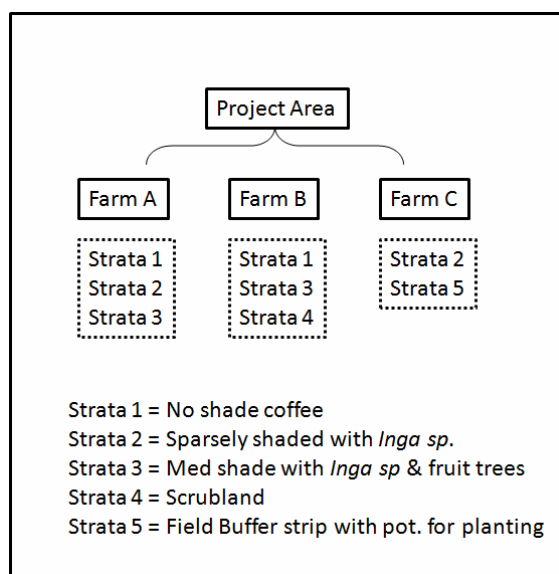 Project Area
Farm A
Farm B
Farm C
Strata 1
Strata 2
Strata 3
Strata 1
Strata 3
Strata 4
Strata 2
Strata 5
Strata 1 = No shade coffee
Strata 2 = Sparsely shaded with Inga sp.
Strata 3 = Med shade with Inga sp & fruit trees
Strata 4 = Scrubland
Strata 5 = Field Buffer strip with pot. for planting